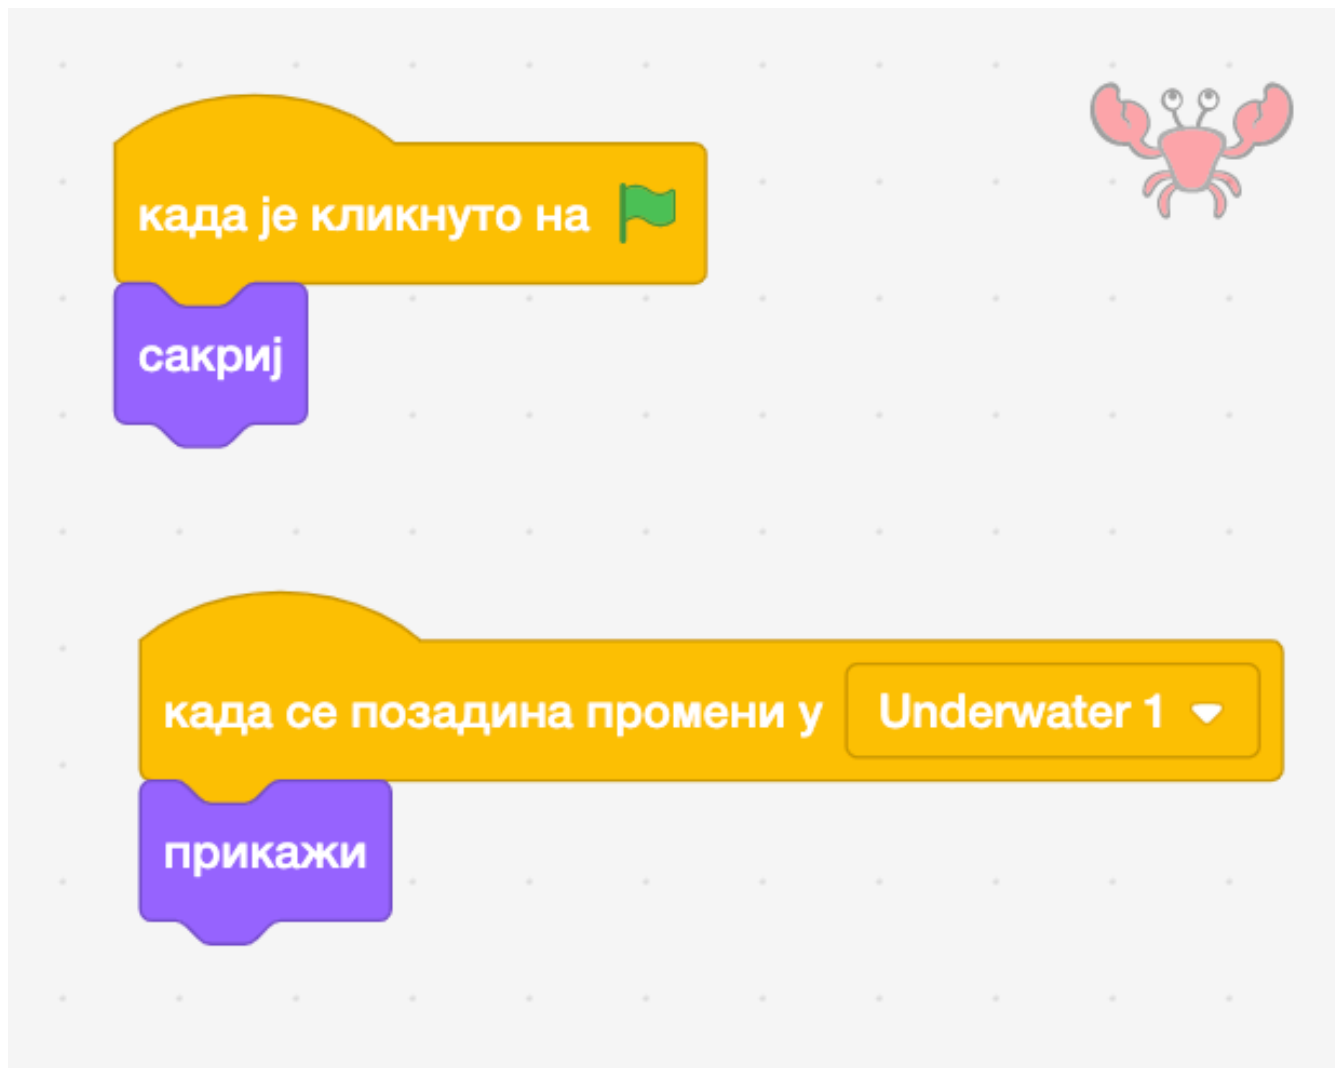 када је кликнуто на
сакриј
када се позадина промени у Underwater 1
прикажи